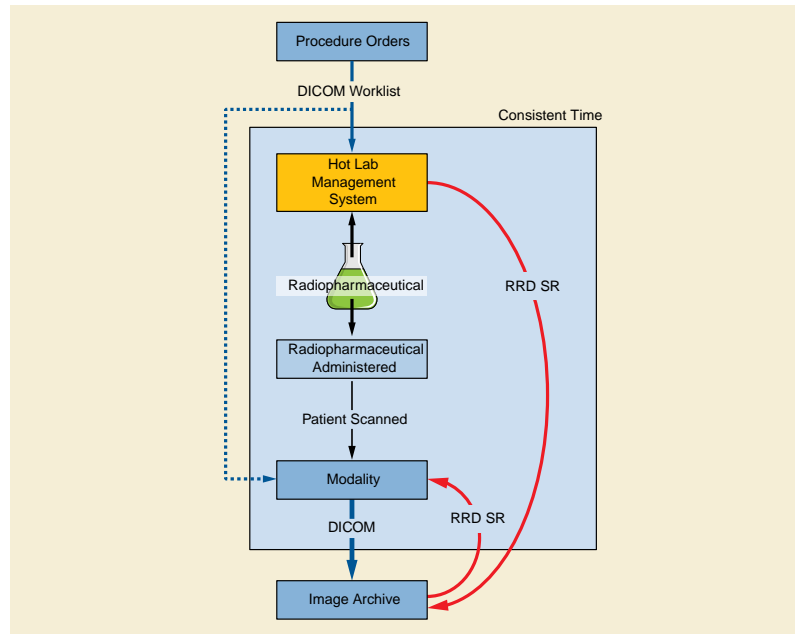 Procedure Orders
DICOM Worklist
Consistent Time
Hot Lab
Management
System
Radiopharmaceutical
RRD SR
Radiopharmaceutical
Administered
Patient Scanned
Modality
RRD SR
DICOM
Image Archive